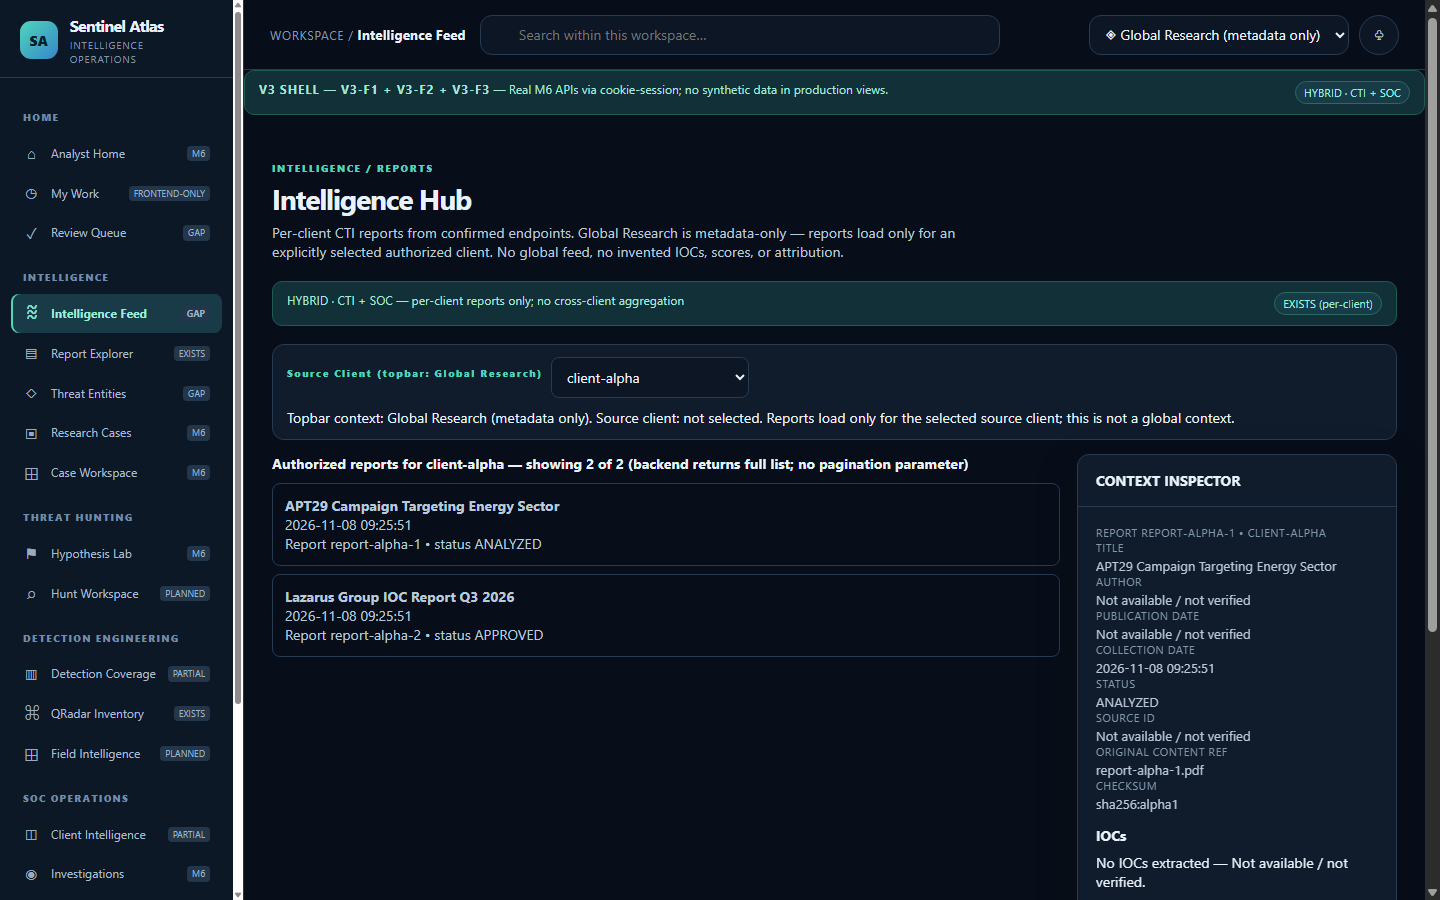 SA
Sentinel Atlas
INTELLIGENCE
OPERATIONS
HOME
Analyst Home M6
My Work FRONTEND-ONLY
Review Queue GAP
INTELLIGENCE
Intelligence Feed GAP
Report Explorer EXISTS
Threat Entities GAP
Research Cases M6
Case Workspace M6
THREAT HUNTING
Hypothesis Lab M6
Hunt Workspace PLANNED
DETECTION ENGINEERING
Detection Coverage PARTIAL
QRadar Inventory EXISTS
Field Intelligence PLANNED
SOC OPERATIONS
Client Intelligence PARTIAL
Investigations M6
WORKSPACE / Intelligence Feed
Search within this workspace...
◈ Global Research (metadata only)
V3 SHELL — V3-F1 + V3-F2 + V3-F3 — Real M6 APIs via cookie-session; no synthetic data in production views.
HYBRID · CTI + SOC
INTELLIGENCE / REPORTS
Intelligence Hub
Per-client CTI reports from confirmed endpoints. Global Research is metadata-only — reports load only for an
explicitly selected authorized client. No global feed, no invented IOCs, scores, or attribution.
HYBRID · CTI + SOC — per-client reports only; no cross-client aggregation
EXISTS (per-client)
Source Client (topbar: Global Research)
client-alpha
Topbar context: Global Research (metadata only). Source client: not selected. Reports load only for the selected source client; this is not a global context.
Authorized reports for client-alpha — showing 2 of 2 (backend returns full list; no pagination parameter)
APT29 Campaign Targeting Energy Sector
2026-11-08 09:25:51
Report report-alpha-1 • status ANALYZED
Lazarus Group IOC Report Q3 2026
2026-11-08 09:25:51
Report report-alpha-2 • status APPROVED
CONTEXT INSPECTOR
REPORT REPORT-ALPHA-1 • CLIENT-ALPHA
TITLE
APT29 Campaign Targeting Energy Sector
AUTHOR
Not available / not verified
PUBLICATION DATE
Not available / not verified
COLLECTION DATE
2026-11-08 09:25:51
STATUS
ANALYZED
SOURCE ID
Not available / not verified
ORIGINAL CONTENT REF
report-alpha-1.pdf
CHECKSUM
sha256:alpha1
IOCs
No IOCs extracted — Not available / not
verified.